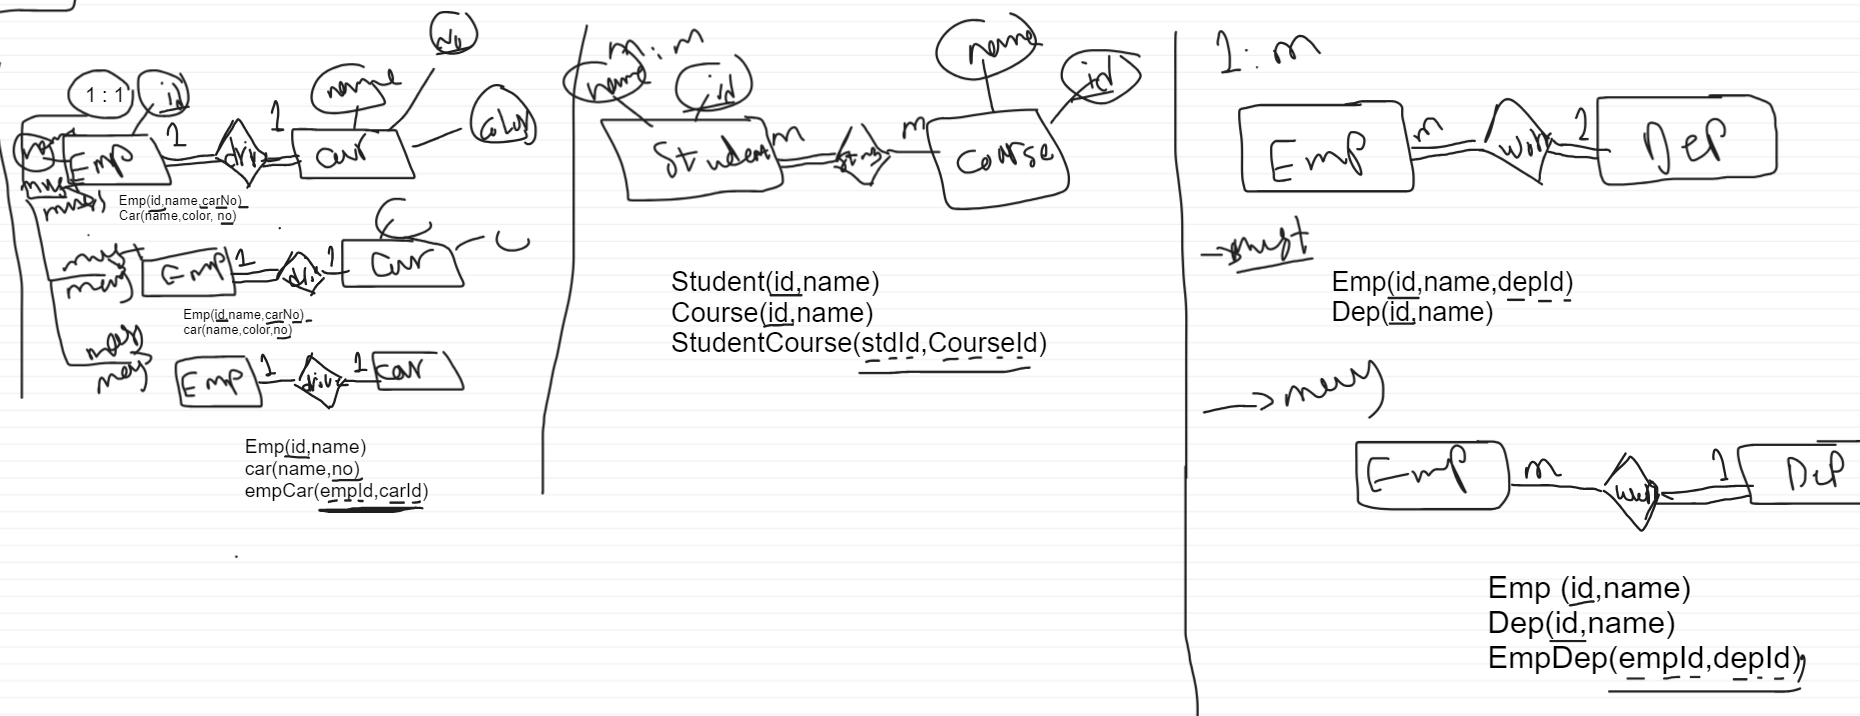 1 : 1
id
name
No
color
Emp
1
drive
1
car
must
must
Emp(id,name,carNo)
Car(name,color, no)
must
may
Emp
1
1
Car
Emp(id,name,carNo)
car(name,color,no)
may
may
Emp
1
drive
1
car
Emp(id,name)
car(name,no)
empCar(empId,carId)
m : m
name
id
name
id
Student
m
m
Course
Student(id,name)
Course(id,name)
StudentCourse(stdId,CourseId)
1 : m
Emp
m
work
1
Dep
must
Emp(id,name,depId)
Dep(id,name)
may
Emp
m
work
1
Dep
Emp (id,name)
Dep(id,name)
EmpDep(empId,depId)